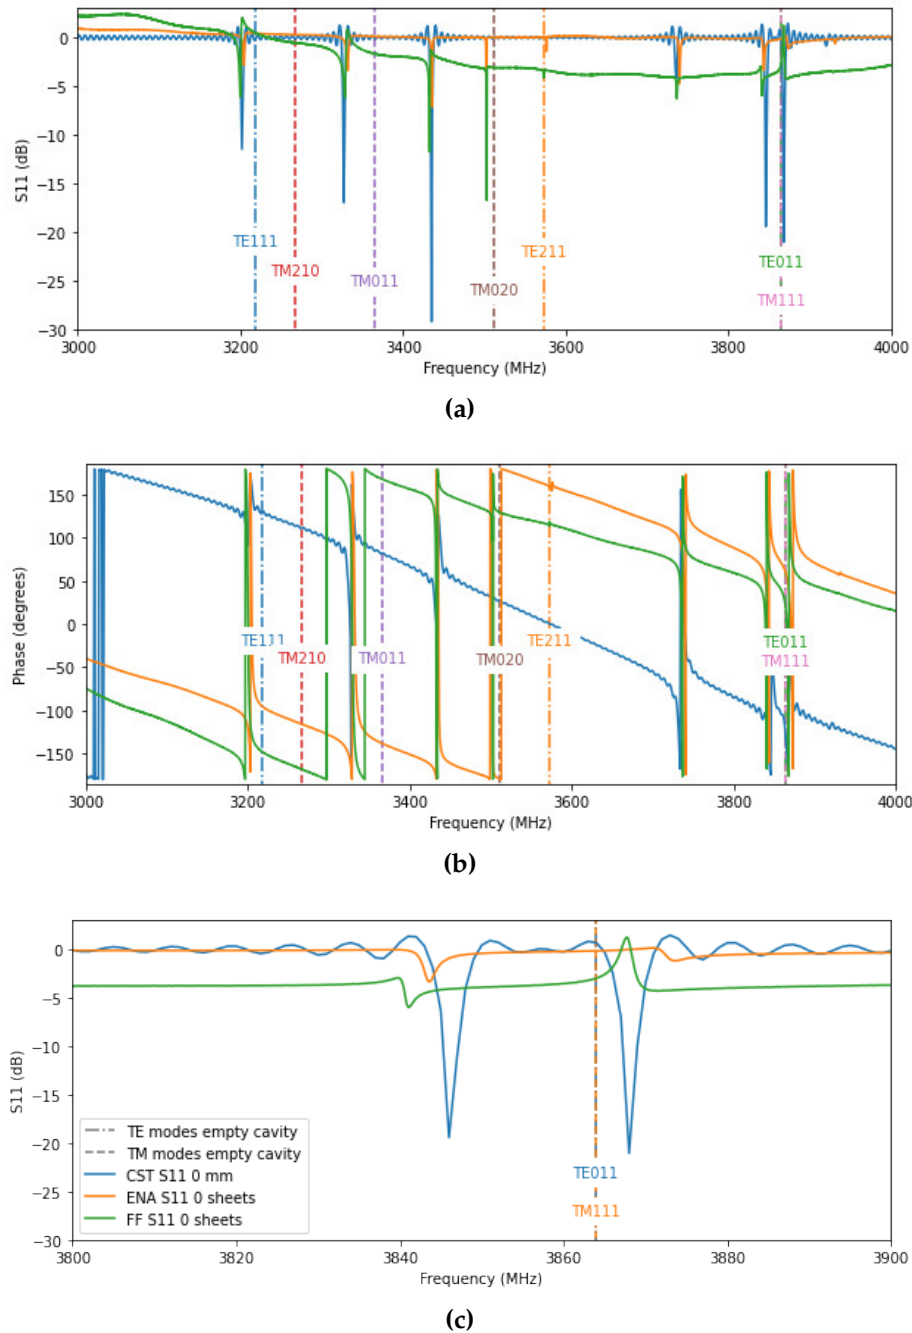 0
−5
−10
−15
−20
−25
−30
S11 (dB)
TE111
TM210
TM011
TM020
TE211
TE011
TM111
3000 3200 3400 3600 3800 4000
Frequency (MHz)
(a)
150
100
50
0
−50
−100
−150
Phase (degrees)
TE111
TM210
TM011
TM020
TE211
TE011
TM111
3000 3200 3400 3600 3800 4000
Frequency (MHz)
(b)
0
−5
−10
−15
−20
−25
−30
S11 (dB)
TE modes empty cavity
TM modes empty cavity
CST S11 0 mm
ENA S11 0 sheets
FF S11 0 sheets
TE011
TM111
3800 3820 3840 3860 3880 3900
Frequency (MHz)
(c)